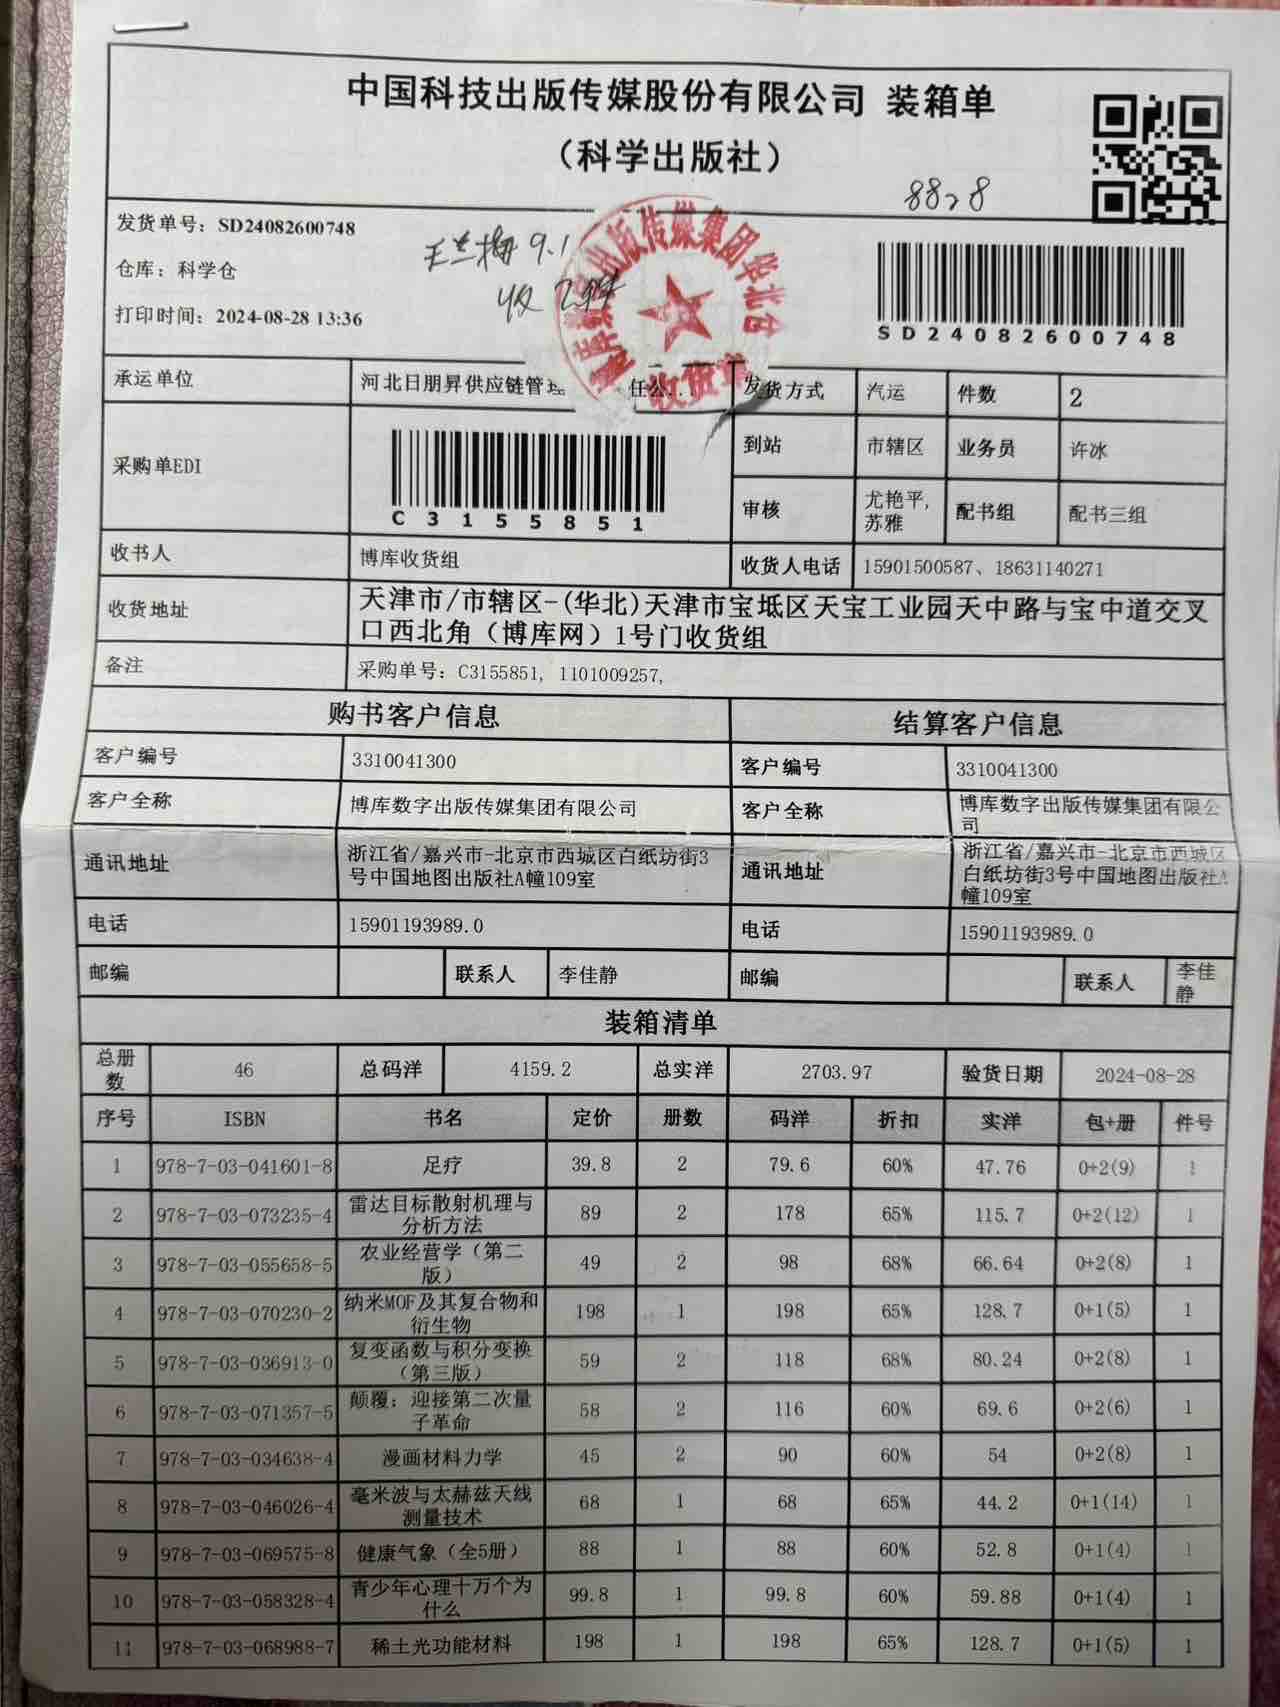 中国科技出版传媒股份有限公司 装箱单
（科学出版社）
8828
发货单号：SD24082600748
仓库：科学仓
打印时间：2024-08-28 13:36
王兰梅 9.1
收 2件
SD24082600748
出版传媒集团华北仓
收货章
承运单位 河北日朋昇供应链管理 任公... 发货方式 汽运 件数 2
采购单EDI C3155851 到站 市辖区 业务员 许冰
审核 尤艳平, 苏雅 配书组 配书三组
收书人 博库收货组 收货人电话 15901500587、18631140271
收货地址 天津市/市辖区-(华北)天津市宝坻区天宝工业园天中路与宝中道交叉
口西北角（博库网）1号门收货组
备注 采购单号：C3155851, 1101009257,
购书客户信息 结算客户信息
客户编号 3310041300 客户编号 3310041300
客户全称 博库数字出版传媒集团有限公司 客户全称 博库数字出版传媒集团有限公司
通讯地址 浙江省/嘉兴市-北京市西城区白纸坊街3号中国地图出版社A幢109室 通讯地址 浙江省/嘉兴市-北京市西城区白纸坊街3号中国地图出版社A幢109室
电话 15901193989.0 电话 15901193989.0
邮编 联系人 李佳静 邮编 联系人 李佳静
装箱清单
总册数 46 总码洋 4159.2 总实洋 2703.97 验货日期 2024-08-28
序号 ISBN 书名 定价 册数 码洋 折扣 实洋 包+册 件号
1 978-7-03-041601-8 足疗 39.8 2 79.6 60% 47.76 0+2(9) 1
2 978-7-03-073235-4 雷达目标散射机理与分析方法 89 2 178 65% 115.7 0+2(12) 1
3 978-7-03-055658-5 农业经营学（第二版） 49 2 98 68% 66.64 0+2(8) 1
4 978-7-03-070230-2 纳米MOF及其复合物和衍生物 198 1 198 65% 128.7 0+1(5) 1
5 978-7-03-036913-0 复变函数与积分变换（第三版） 59 2 118 68% 80.24 0+2(8) 1
6 978-7-03-071357-5 颠覆：迎接第二次量子革命 58 2 116 60% 69.6 0+2(6) 1
7 978-7-03-034638-4 漫画材料力学 45 2 90 60% 54 0+2(8) 1
8 978-7-03-046026-4 毫米波与太赫兹天线测量技术 68 1 68 65% 44.2 0+1(14) 1
9 978-7-03-069575-8 健康气象（全5册） 88 1 88 60% 52.8 0+1(4) 1
10 978-7-03-058328-4 青少年心理十万个为什么 99.8 1 99.8 60% 59.88 0+1(4) 1
11 978-7-03-068988-7 稀土光功能材料 198 1 198 65% 128.7 0+1(5) 1